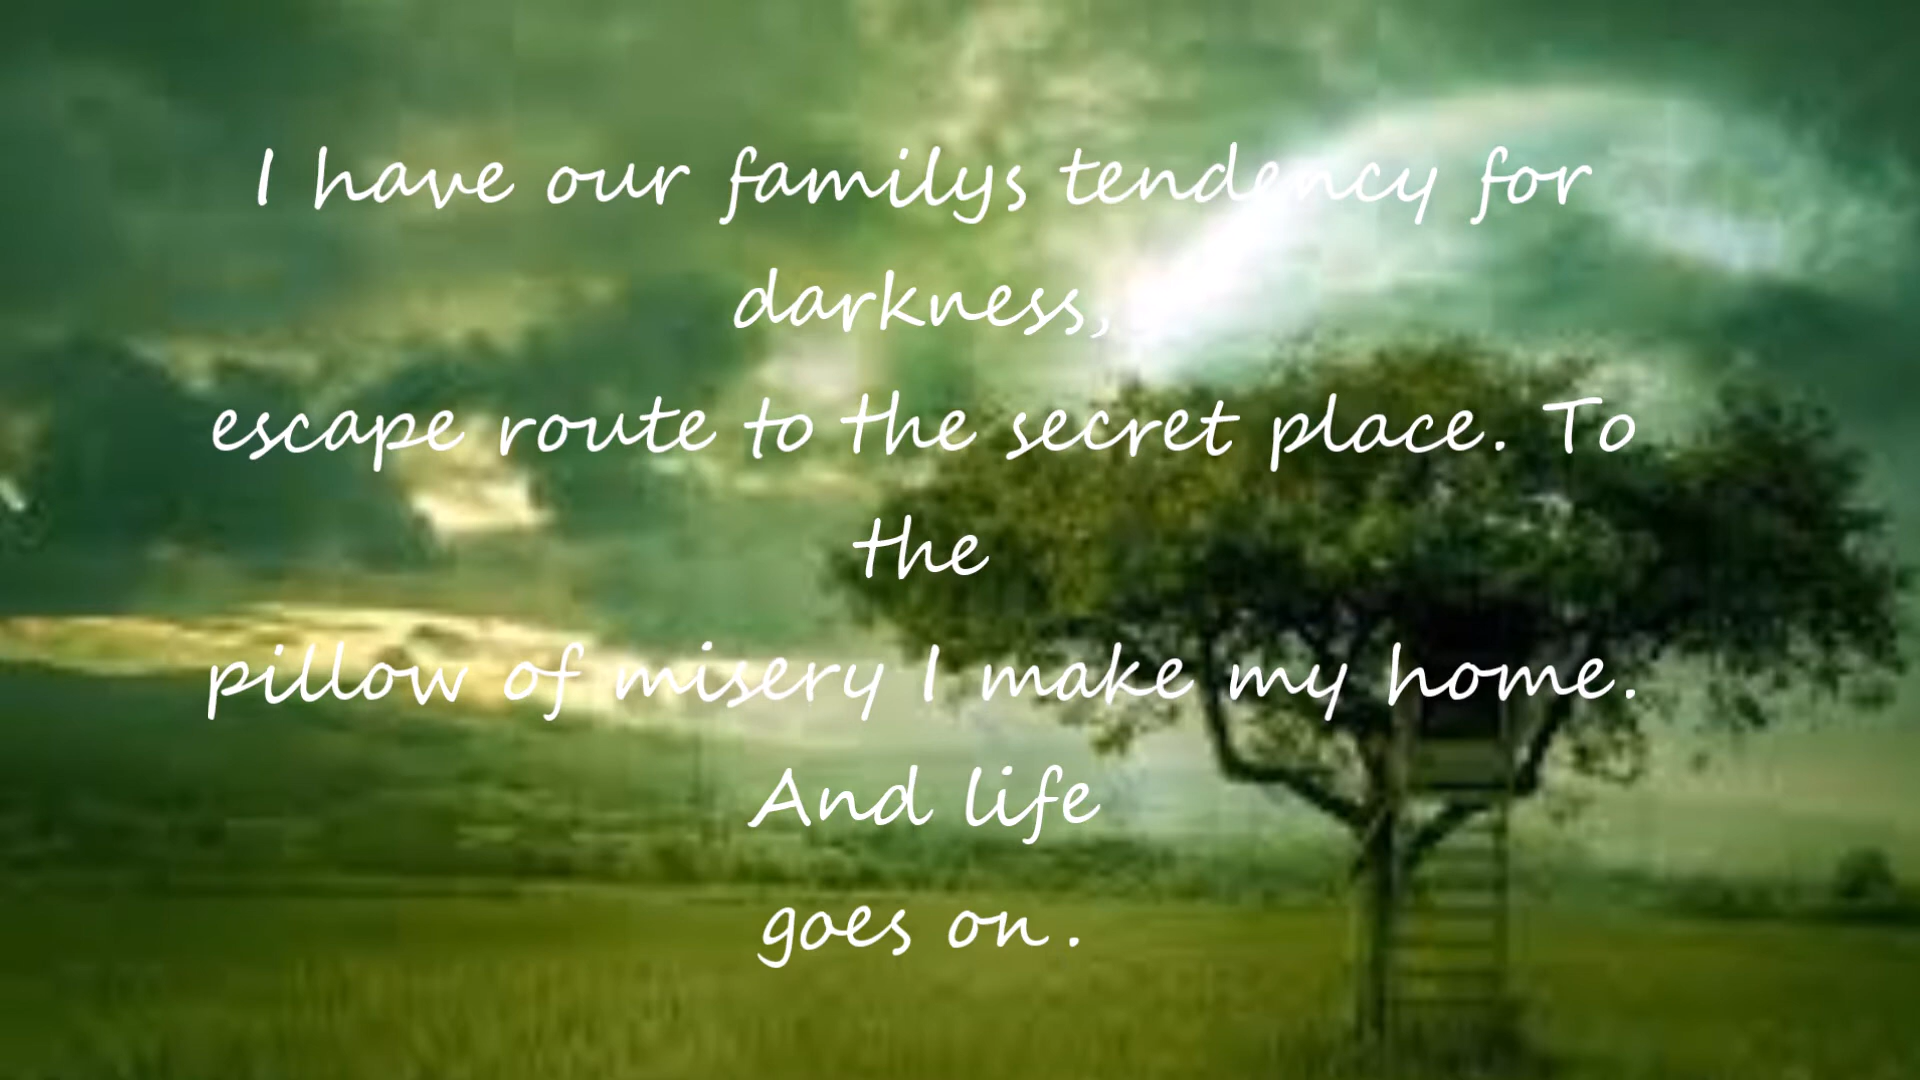 I have our familys tendency for
darkness,
escape route to the secret place. To
the
pillow of misery I make my home.
And life
goes on.